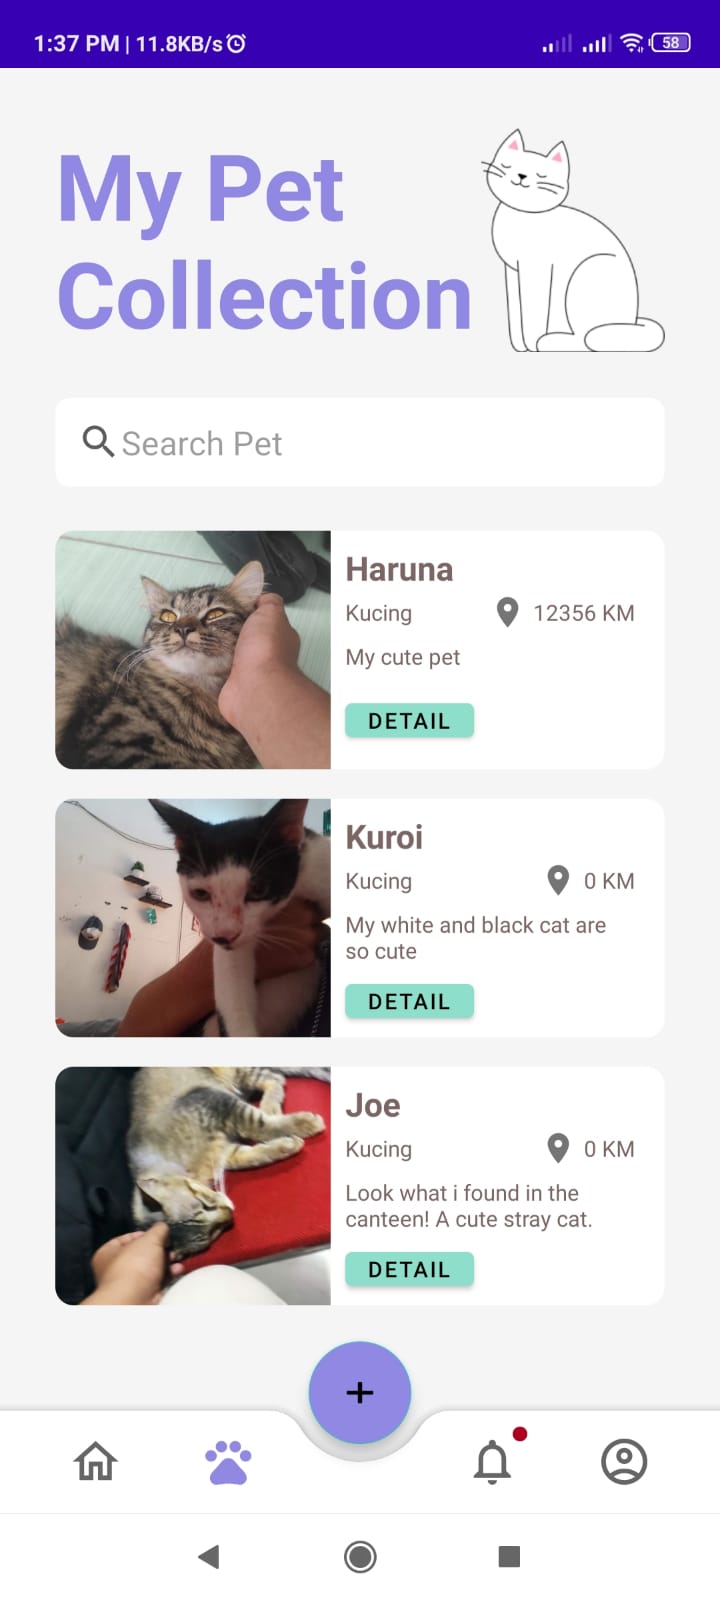 1:37 PM | 11.8KB/s
58
My Pet
Collection
Search Pet
Haruna
Kucing
12356 KM
My cute pet
DETAIL
Kuroi
Kucing
0 KM
My white and black cat are
so cute
DETAIL
Joe
Kucing
0 KM
Look what i found in the
canteen! A cute stray cat.
DETAIL
+